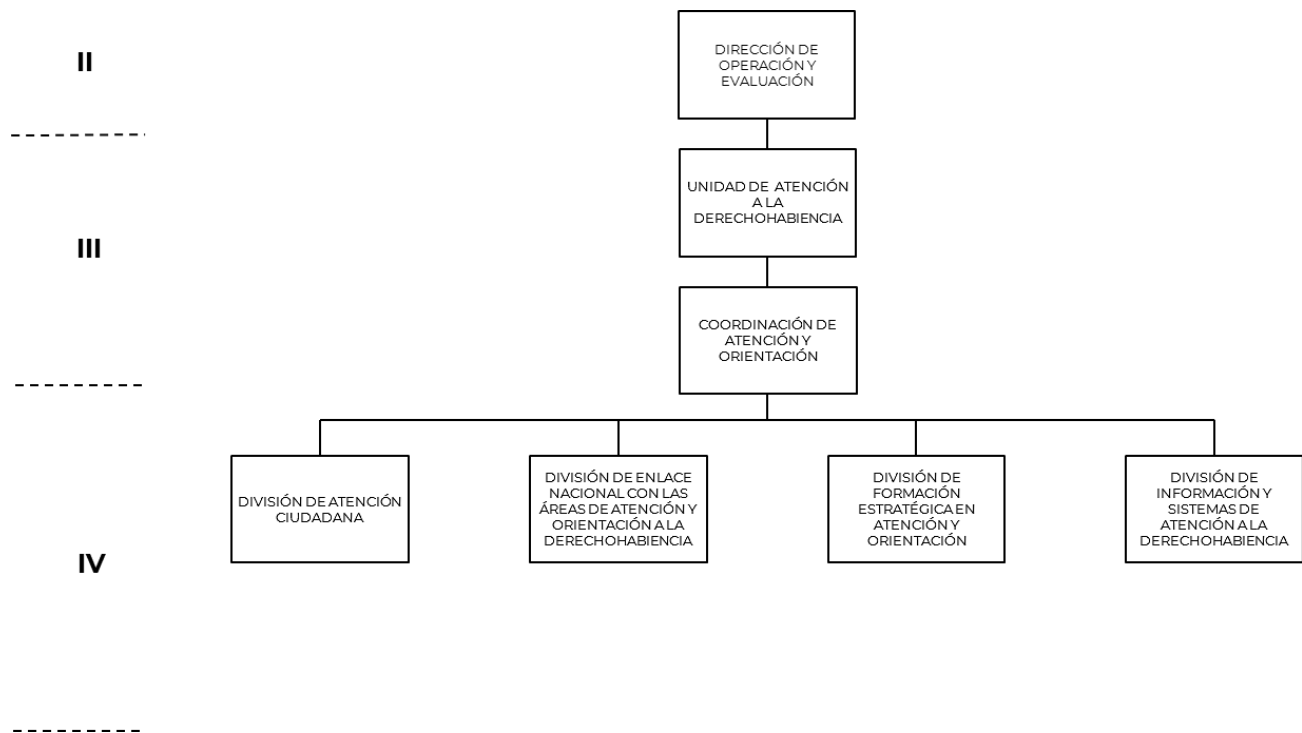 II
DIRECCIÓN DE
OPERACIÓN Y
EVALUACIÓN
III
UNIDAD DE ATENCIÓN
A LA
DERECHOHABIENCIA
COORDINACIÓN DE
ATENCIÓN Y
ORIENTACIÓN
IV
DIVISIÓN DE ATENCIÓN
CIUDADANA
DIVISIÓN DE ENLACE
NACIONAL CON LAS
ÁREAS DE ATENCIÓN Y
ORIENTACIÓN A LA
DERECHOHABIENCIA
DIVISIÓN DE
FORMACIÓN
ESTRATÉGICA EN
ATENCIÓN Y
ORIENTACIÓN
DIVISIÓN DE
INFORMACIÓN Y
SISTEMAS DE
ATENCIÓN A LA
DERECHOHABIENCIA